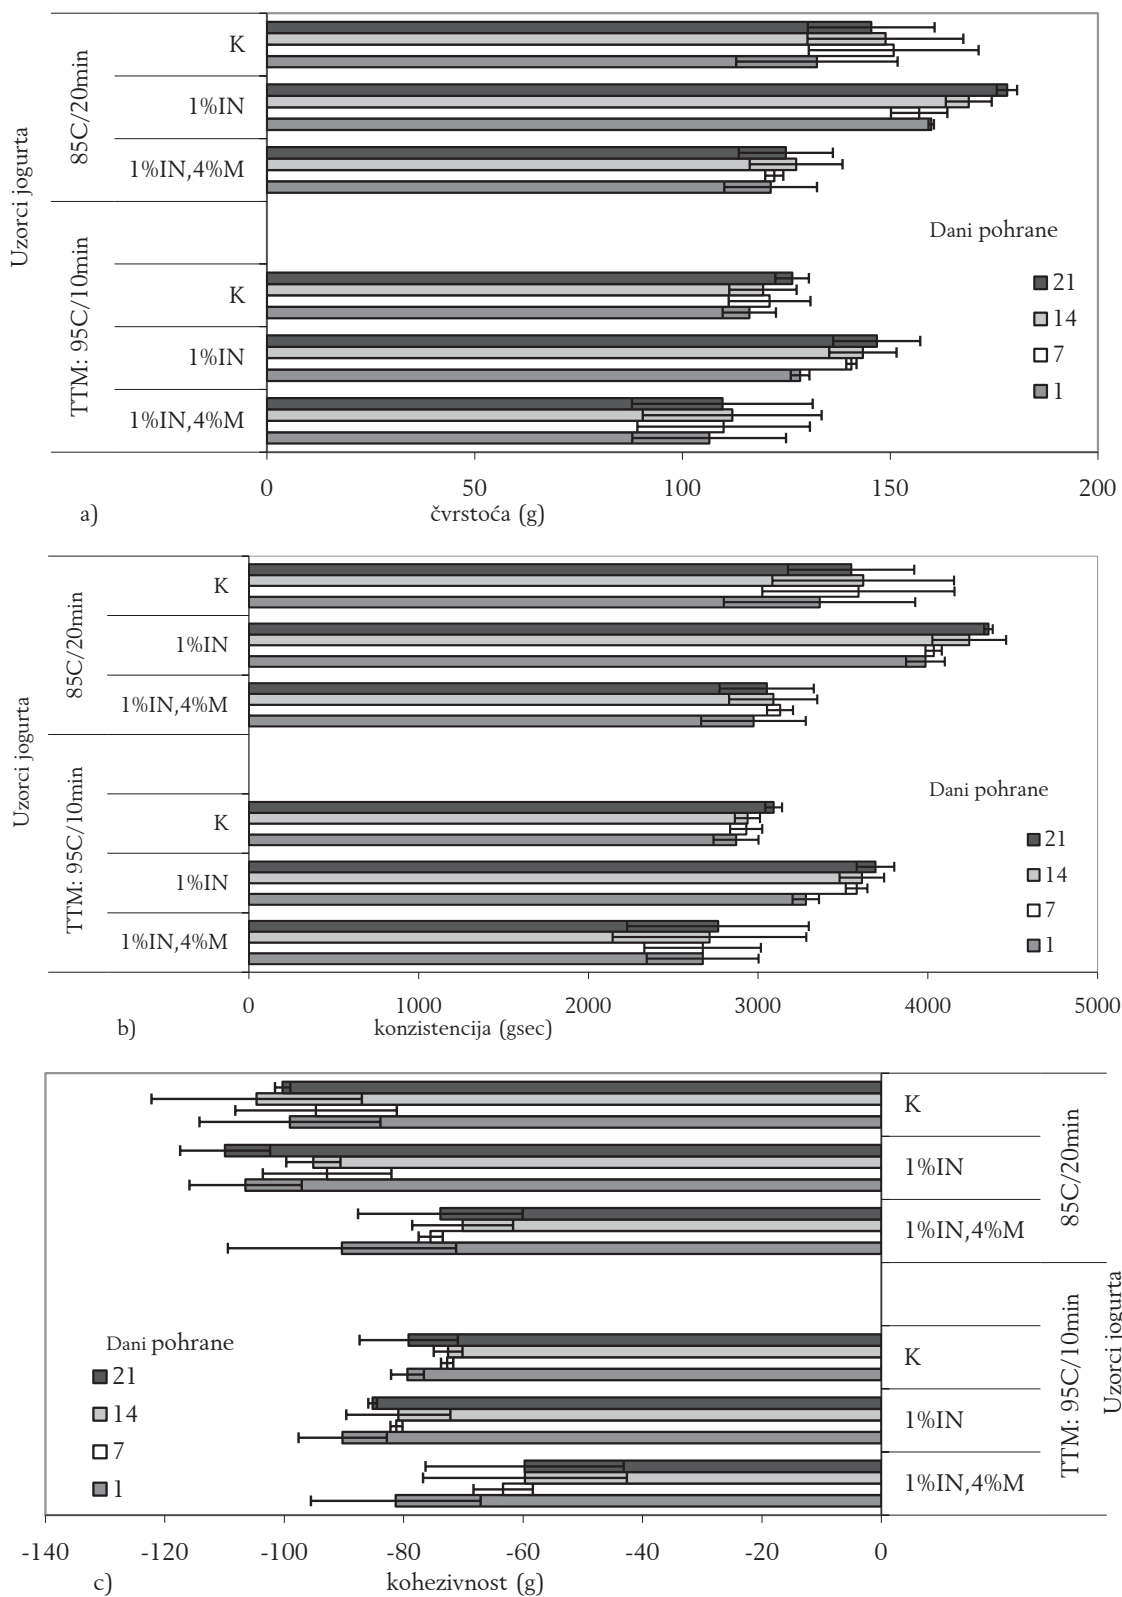 Uzorci jogurta
85C/20min
K
1%IN
1%IN,4%M
TTM: 95C/10min
K
1%IN
1%IN,4%M
Dani pohrane
21
14
7
1
0 50 100 150 200
a) čvrstoća (g)
Uzorci jogurta
85C/20min
K
1%IN
1%IN,4%M
TTM: 95C/10min
K
1%IN
1%IN,4%M
Dani pohrane
21
14
7
1
0 1000 2000 3000 4000 5000
b) konzistencija (gsec)
K
1%IN
1%IN,4%M
85C/20min
K
1%IN
1%IN,4%M
TTM: 95C/10min
Uzorci jogurta
Dani pohrane
21
14
7
1
-140 -120 -100 -80 -60 -40 -20 0
c) kohezivnost (g)